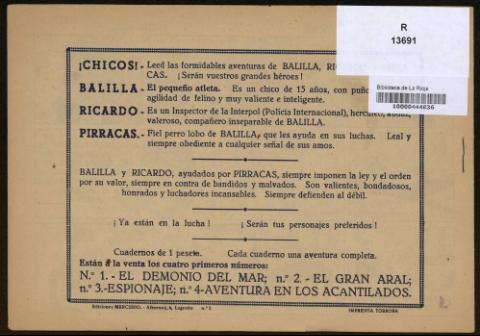 R
13691
Biblioteca de La Rioja
10000444636
¡CHICOS! - Leed las formidables aventuras de BALILLA,
CAS. ¡Serán vuestros grandes héroes!
BALILLA - El pequeño atleta. Es un chico de 15 años, con
agilidad de felino y muy valiente e inteligente.
RICARDO - Es un Inspector de la Interpol (Policía Internacional),
valeroso, compañero inseparable de BALILLA.
PIRRACAS. - Fiel perro lobo de BALILLA, que les ayuda en sus luchas. Leal y
siempre obediente a cualquier señal de sus amos.
BALILLA y RICARDO, ayudados por PIRRACAS, siempre imponen la ley y el orden
por su valor, siempre en contra de bandidos y malvados. Son valientes, bondadosos,
honrados y luchadores incansables. Siempre defienden al débil.
¡Ya están en la lucha! ¡Serán tus personajes preferidos!
Cuadernos de 1 peseta. Cada cuaderno una aventura completa.
Están a la venta los cuatro primeros números:
N.º 1. - EL DEMONIO DEL MAR; n.º 2. - EL GRAN ARAL;
n.º 3.-ESPIONAJE; n.º 4-AVENTURA EN LOS ACANTILADOS.
Ediciones MERCURIO. - Logroño n.º 2 IMPRENTA TORROBA